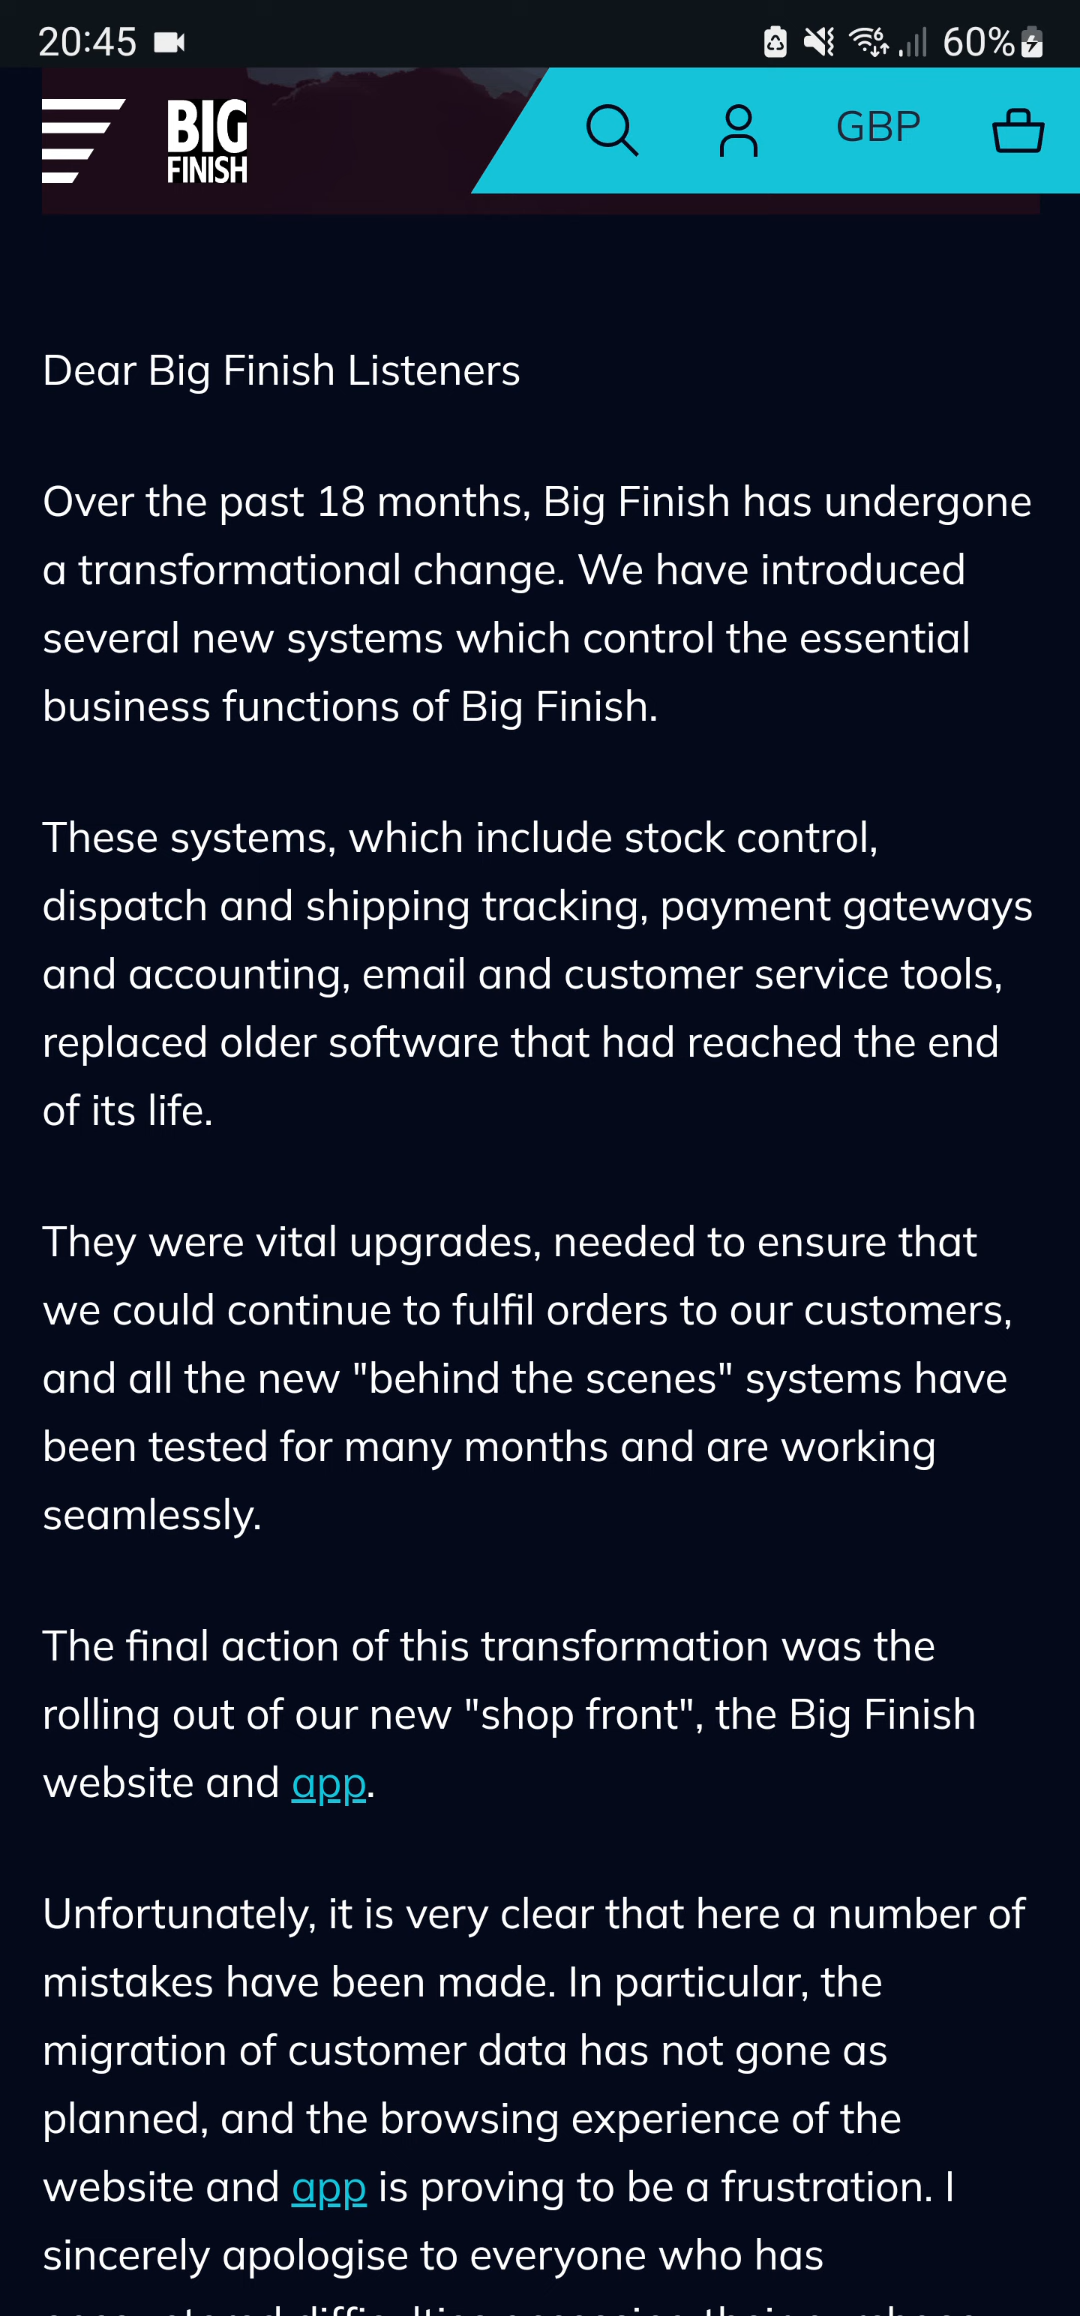 20:45
60%
BIG
FINISH
GBP
Dear Big Finish Listeners
Over the past 18 months, Big Finish has undergone
a transformational change. We have introduced
several new systems which control the essential
business functions of Big Finish.
These systems, which include stock control,
dispatch and shipping tracking, payment gateways
and accounting, email and customer service tools,
replaced older software that had reached the end
of its life.
They were vital upgrades, needed to ensure that
we could continue to fulfil orders to our customers,
and all the new "behind the scenes" systems have
been tested for many months and are working
seamlessly.
The final action of this transformation was the
rolling out of our new "shop front", the Big Finish
website and app.
Unfortunately, it is very clear that here a number of
mistakes have been made. In particular, the
migration of customer data has not gone as
planned, and the browsing experience of the
website and app is proving to be a frustration. I
sincerely apologise to everyone who has